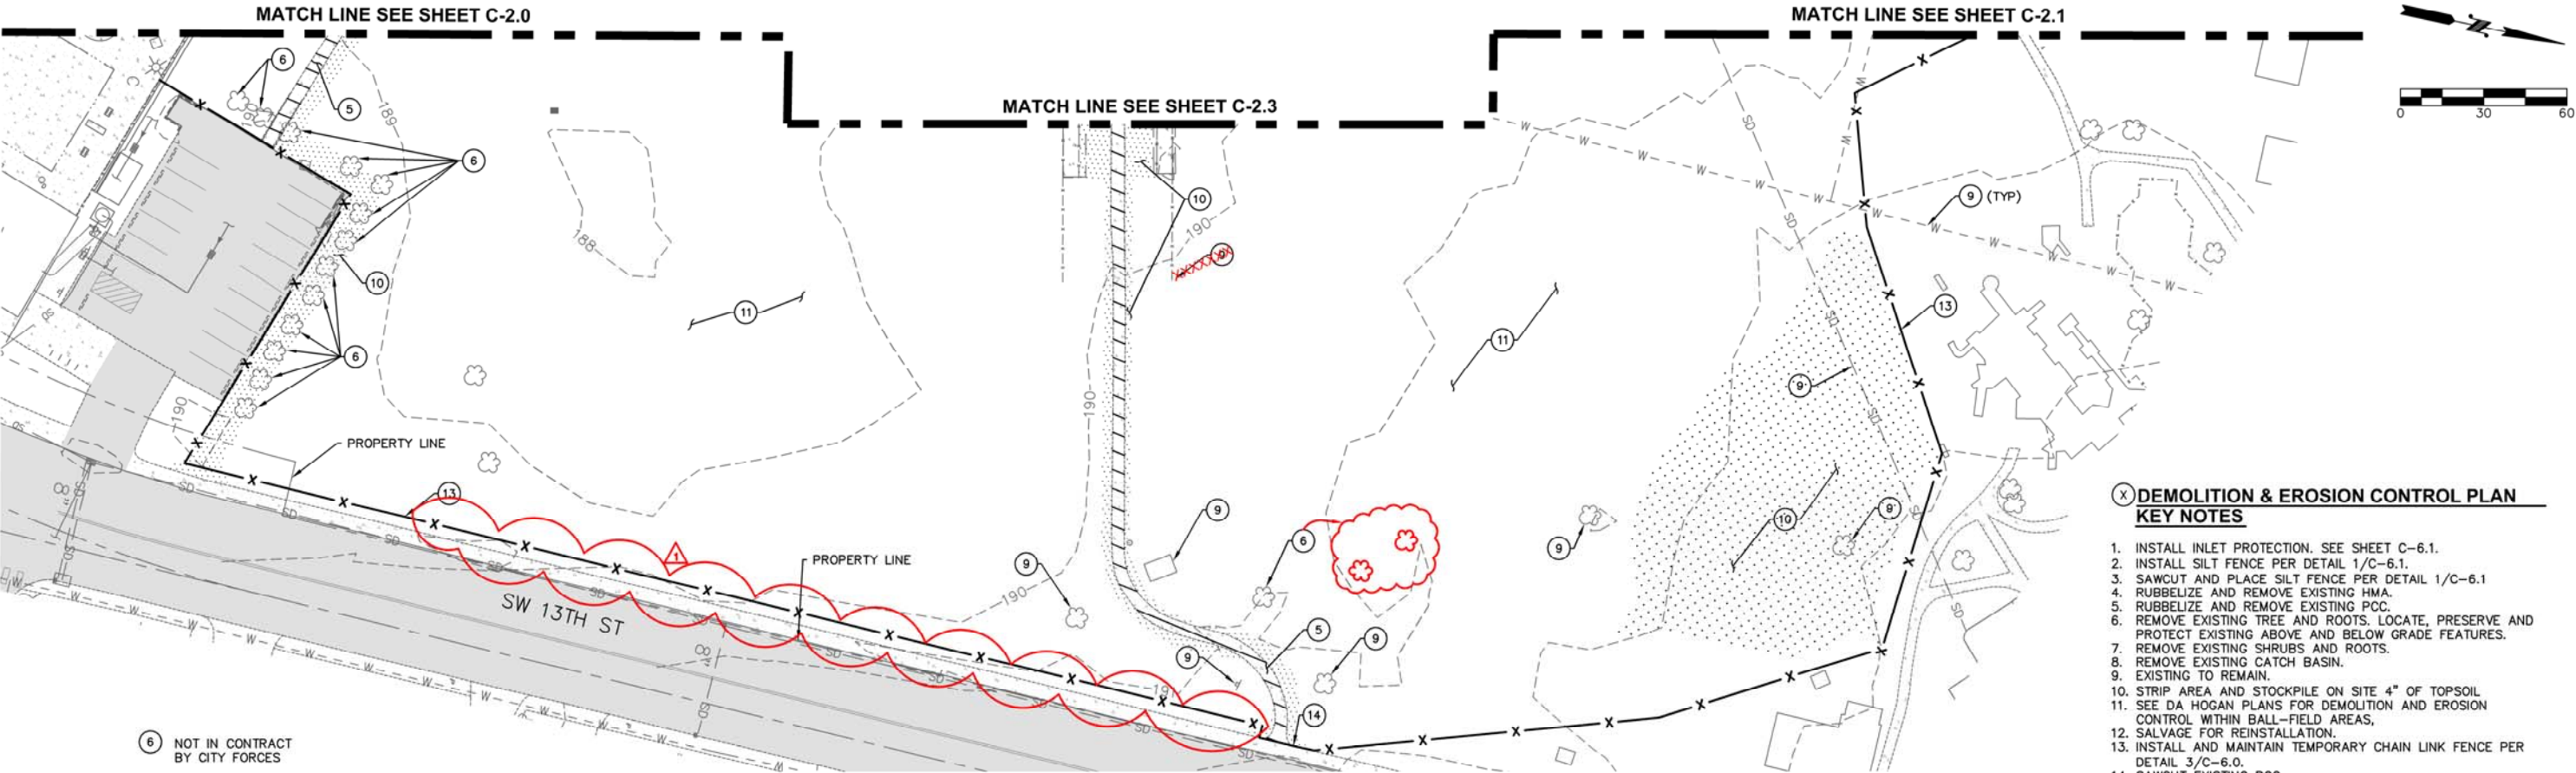 MATCH LINE SEE SHEET C-2.0
MATCH LINE SEE SHEET C-2.1
MATCH LINE SEE SHEET C-2.3
0 30 60
6
5
189
6
10
6
190
188
11
190
190
10
11
9 (TYP)
13
9
10
9
9
9
6
9
9
5
9
14
190
13
1
PROPERTY LINE
PROPERTY LINE
SW 13TH ST
SD
W
6 NOT IN CONTRACT
BY CITY FORCES
X DEMOLITION & EROSION CONTROL PLAN
KEY NOTES
1. INSTALL INLET PROTECTION. SEE SHEET C-6.1.
2. INSTALL SILT FENCE PER DETAIL 1/C-6.1.
3. SAWCUT AND PLACE SILT FENCE PER DETAIL 1/C-6.1
4. RUBBELIZE AND REMOVE EXISTING HMA.
5. RUBBELIZE AND REMOVE EXISTING PCC.
6. REMOVE EXISTING TREE AND ROOTS. LOCATE, PRESERVE AND
PROTECT EXISTING ABOVE AND BELOW GRADE FEATURES.
7. REMOVE EXISTING SHRUBS AND ROOTS.
8. REMOVE EXISTING CATCH BASIN.
9. EXISTING TO REMAIN.
10. STRIP AREA AND STOCKPILE ON SITE 4" OF TOPSOIL
11. SEE DA HOGAN PLANS FOR DEMOLITION AND EROSION
CONTROL WITHIN BALL-FIELD AREAS,
12. SALVAGE FOR REINSTALLATION.
13. INSTALL AND MAINTAIN TEMPORARY CHAIN LINK FENCE PER
DETAIL 3/C-6.0.